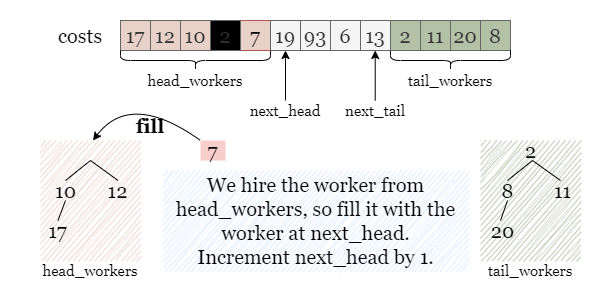 costs 17 12 10 2 7 19 93 6 13 2 11 20 8
head_workers tail_workers
next_head next_tail
fill
7
2
10 12
8 11
17
20
We hire the worker from
head_workers, so fill it with the
worker at next_head.
Increment next_head by 1.
head_workers
tail_workers